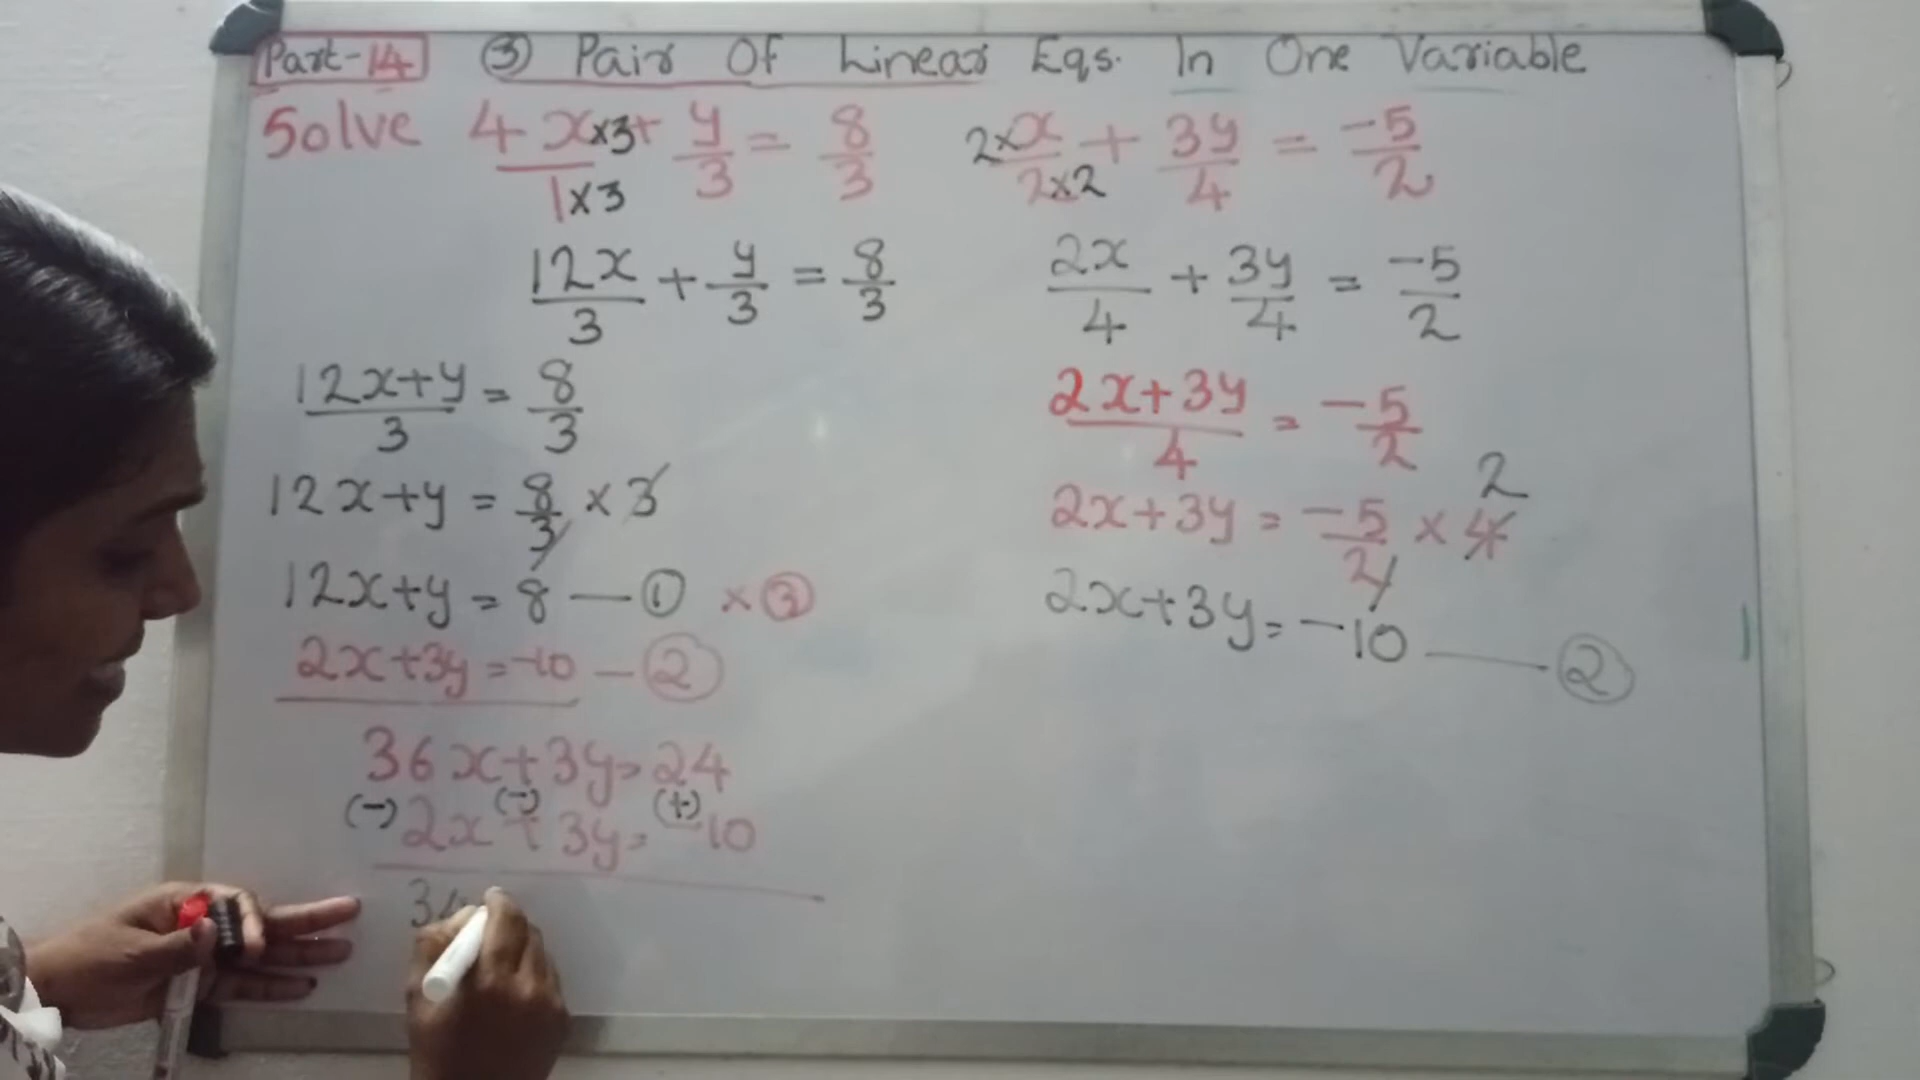 Part-14 ③ Pair Of Linear Eqs. In One Variable
Solve 4x×3/1×3 + y/3 = 8/3
2×x/2×2 + 3y/4 = -5/2
12x/3 + y/3 = 8/3
2x/4 + 3y/4 = -5/2
12x+y/3 = 8/3
2x+3y/4 = -5/2
12x+y = 8/3 × 3
2x+3y = -5/2 × 4 2
12x+y = 8 — ① × ③
2x+3y = -10 — ②
2x+3y = -10 — ②
36x+3y = 24
(-) (-) (+)
2x + 3y = -10
34